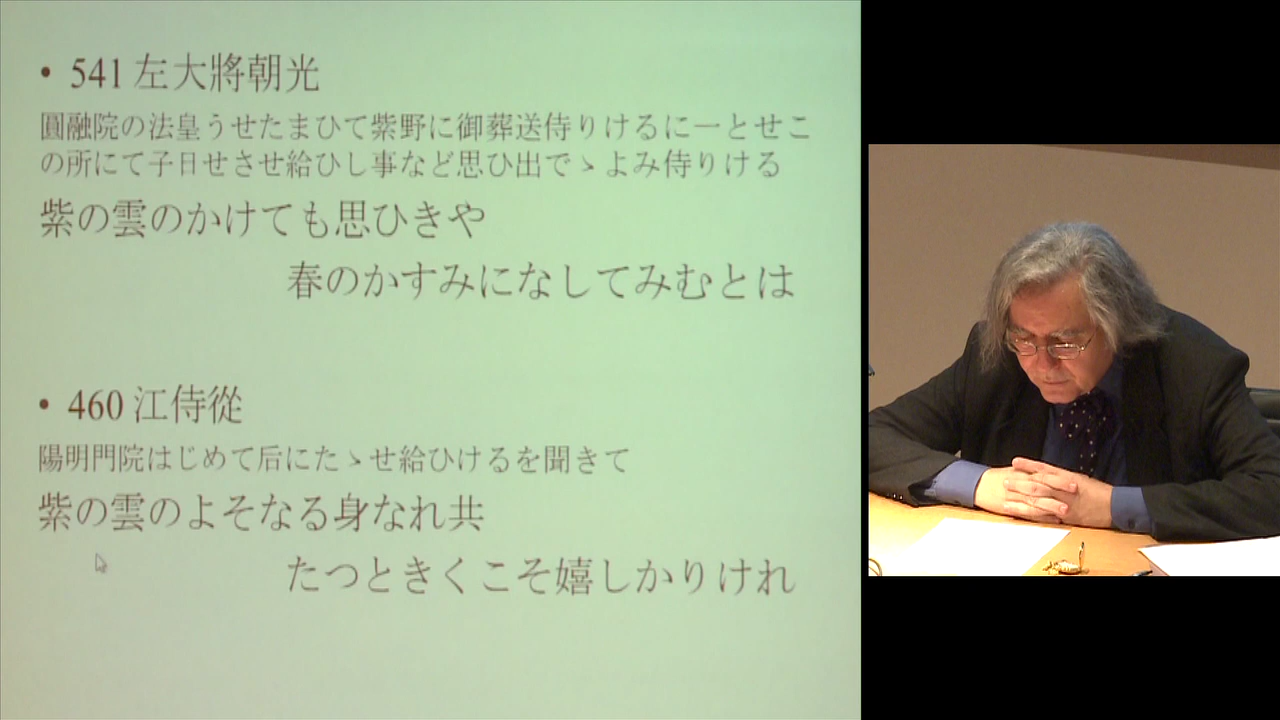 • 541 左大將朝光
圓融院の法皇うせたまひて紫野に御葬送侍りけるに一とせこ
の所にて子日せさせ給ひし事など思ひ出でゝよみ侍りける
紫の雲のかけても思ひきや
春のかすみになしてみむとは
• 460 江侍從
陽明門院はじめて后にたゝせ給ひけるを聞きて
紫の雲のよそなる身なれ共
たつときくこそ嬉しかりけれ